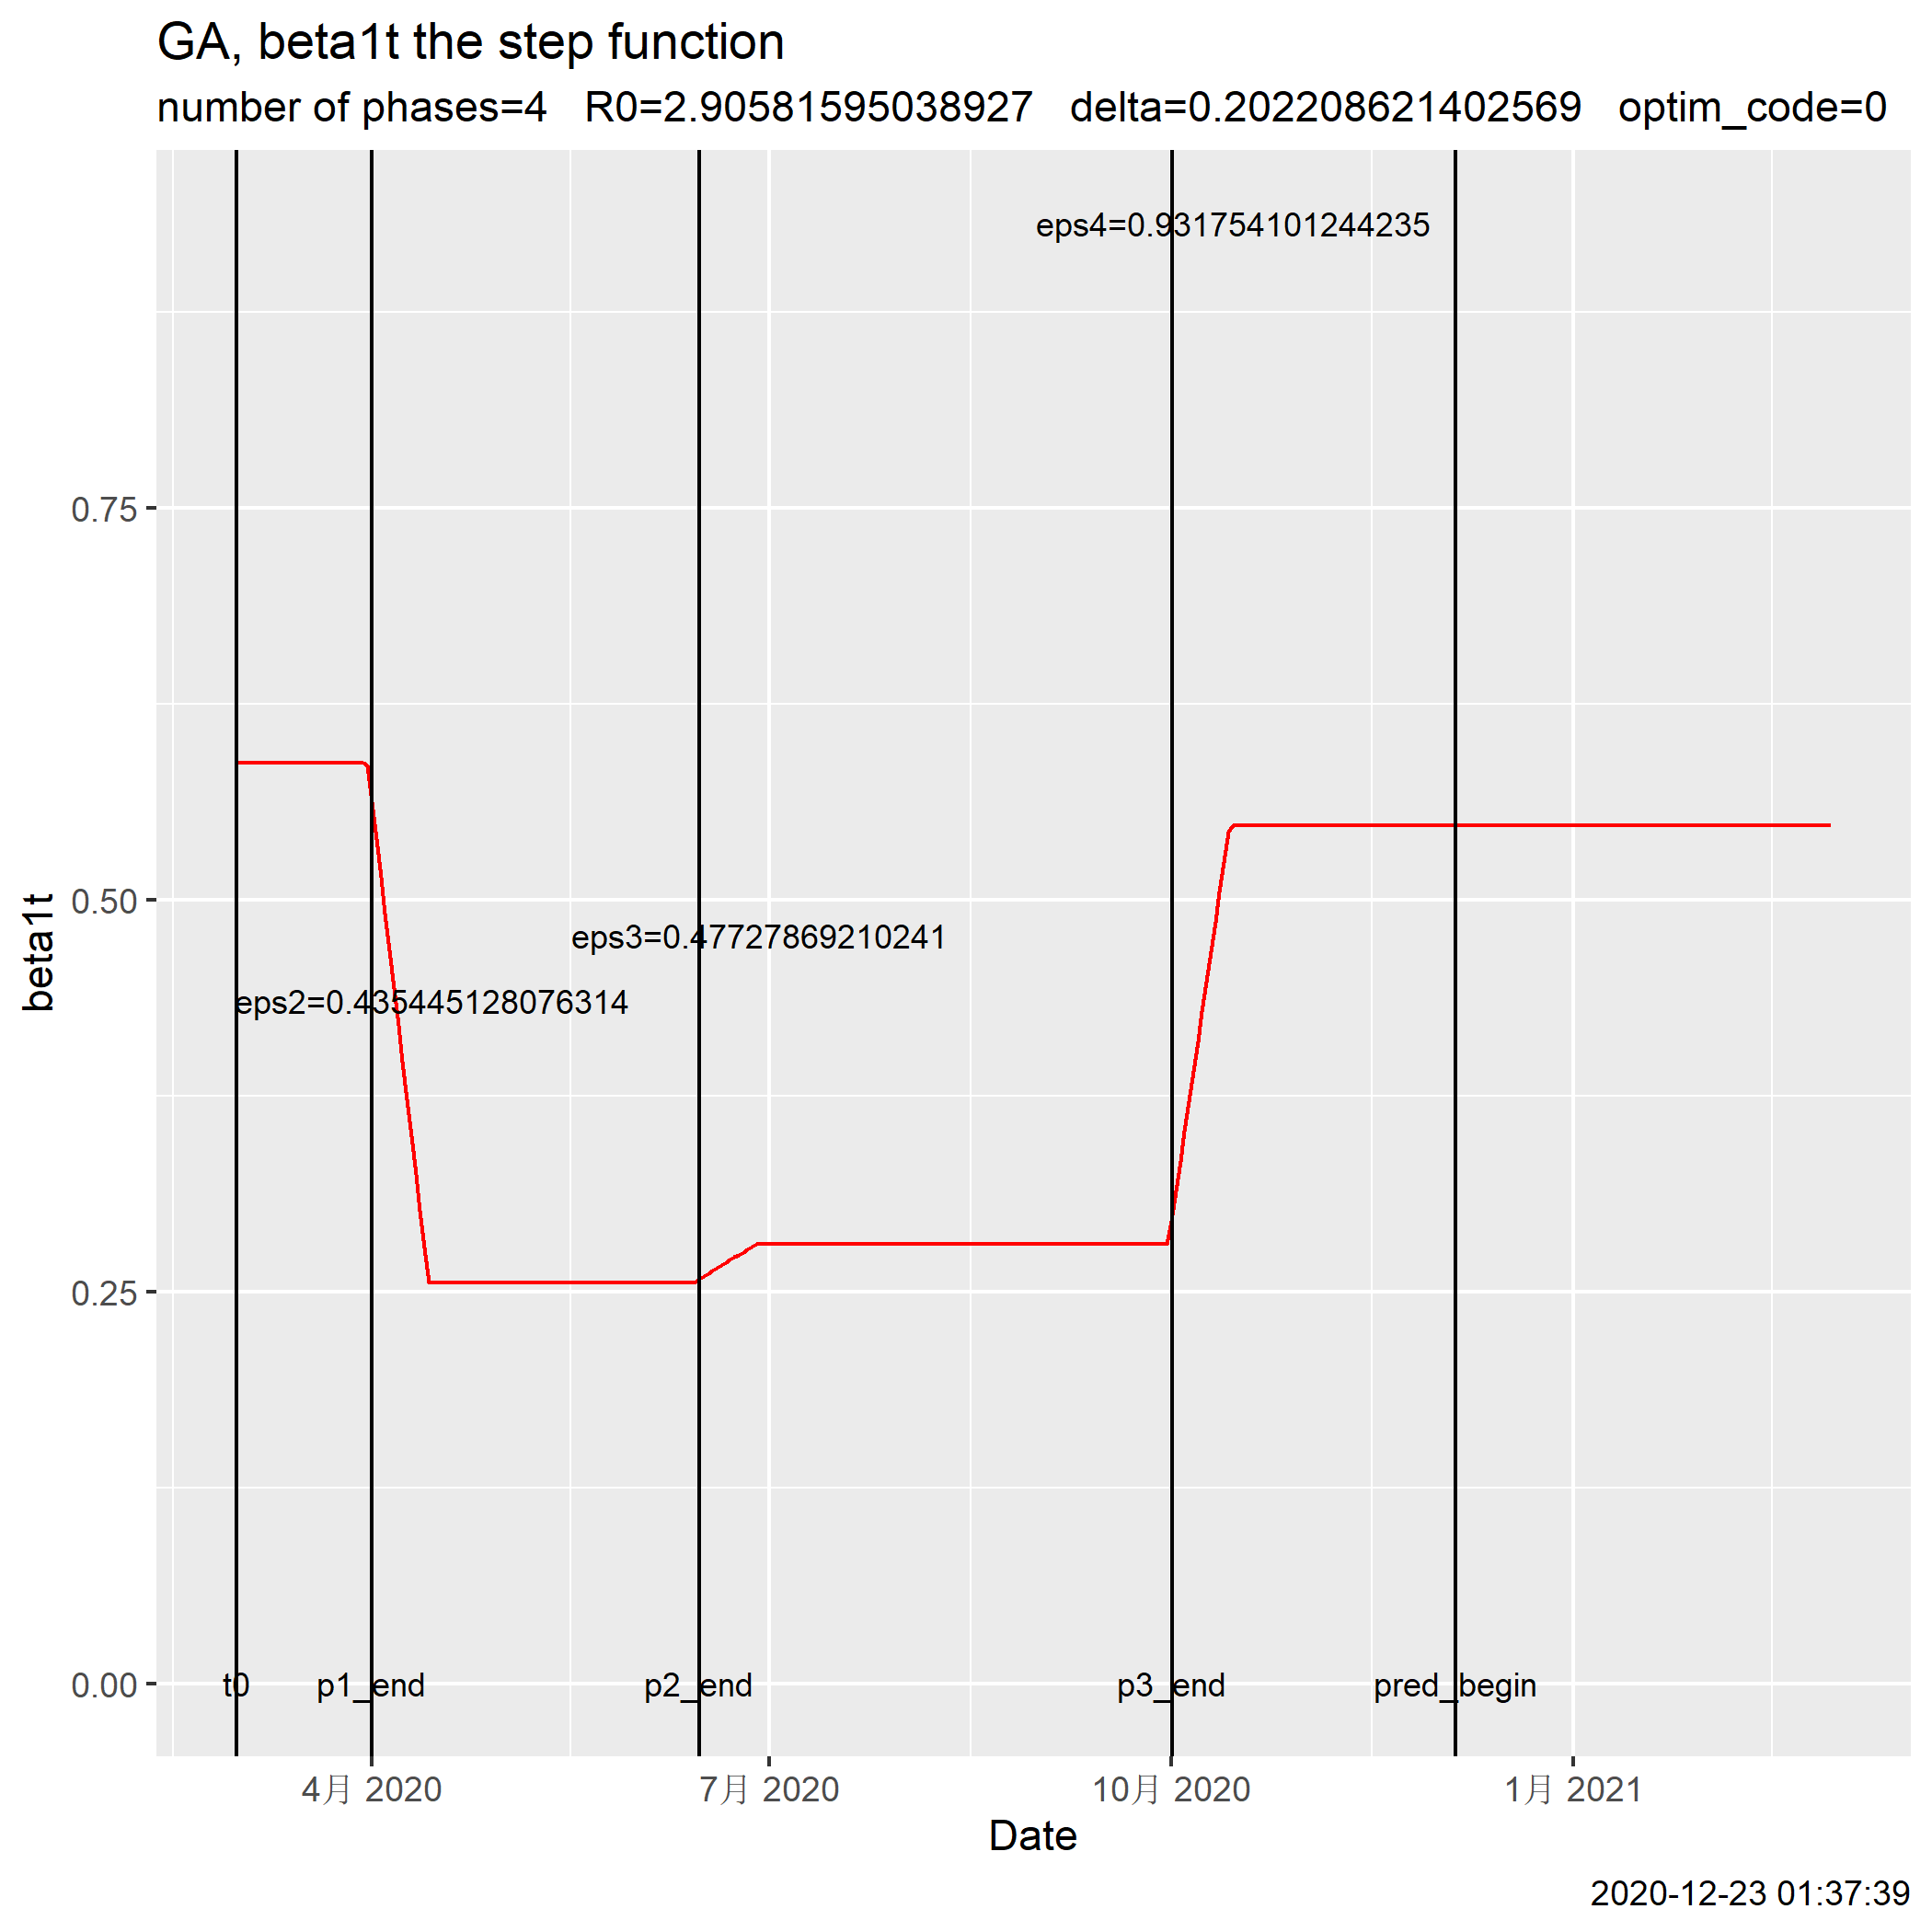 GA, beta1t the step function
number of phases=4 R0=2.90581595038927 delta=0.202208621402569 optim_code=0
eps4=0.931754101244235
0.75
0.50
eps3=0.47727869210241
eps2=0.435445128076314
beta1t
0.25
0.00
t0 p1_end p2_end p3_end pred_begin
4月 2020 7月 2020 10月 2020 1月 2021
Date
2020-12-23 01:37:39